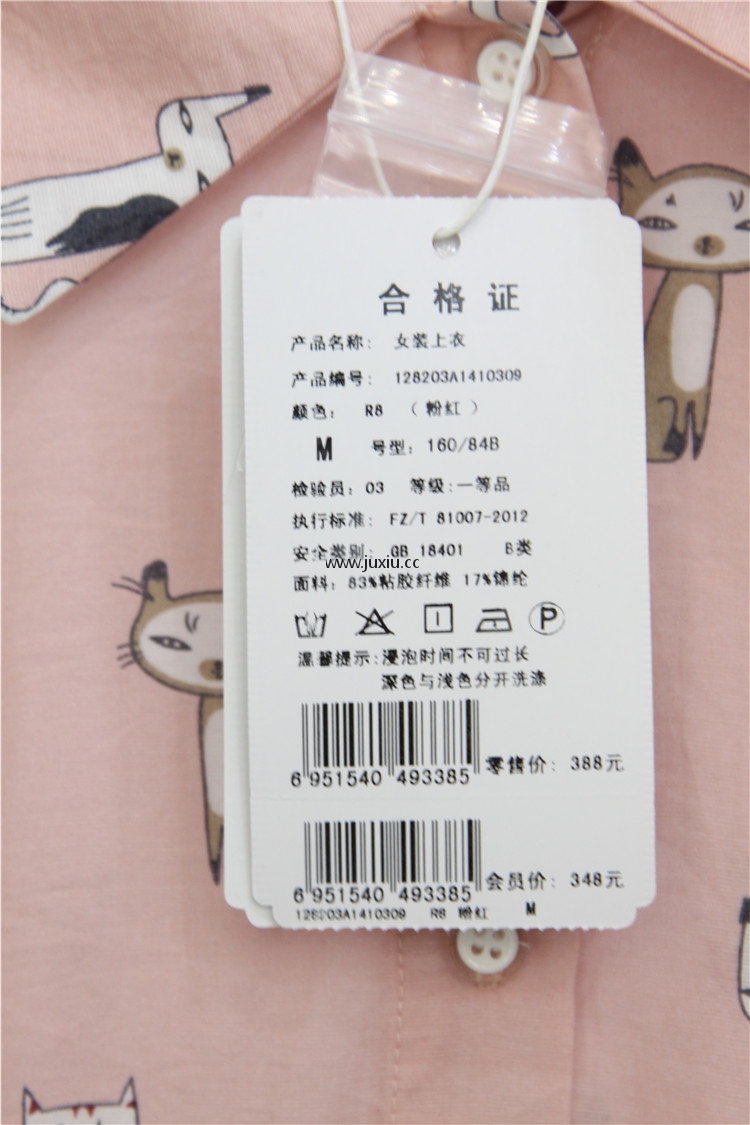 合格证
产品名称: 女装上衣
产品编号: 128203A1410309
颜色: R8 (粉红)
M 号型: 160/84B
检验员: 03 等级:一等品
执行标准: FZ/T 81007-2012
安全类别: GB 18401 B类
www.juxiu.cc
面料: 83%粘胶纤维 17%锦纶
P
温馨提示:浸泡时间不可过长
深色与浅色分开洗涤
6 951540 493385 零售价: 388元
6 951540 493385 会员价: 348元
128203A1410309 R8 粉红 M